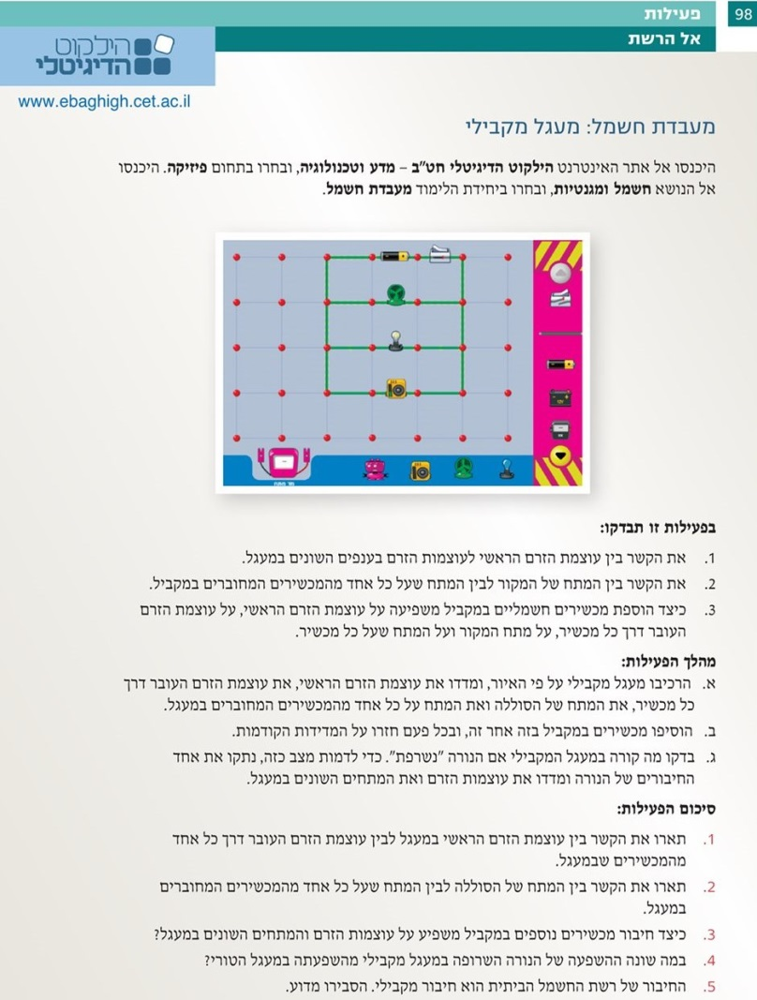 98
פעילות
אל הרשת
הילקוט
הדיגיטלי
www.ebaghigh.cet.ac.il
מעבדת חשמל: מעגל מקבילי
היכנסו אל אתר האינטרנט הילקוט הדיגיטלי חט"ב – מדע וטכנולוגיה, ובחרו בתחום פיזיקה. היכנסו
אל הנושא חשמל ומגנטיות, ובחרו ביחידת הלימוד מעבדת חשמל.
מד מתח
בפעילות זו תבדקו:
1. את הקשר בין עוצמת הזרם הראשי לעוצמות הזרם בענפים השונים במעגל.
2. את הקשר בין המתח של המקור לבין המתח שעל כל אחד מהמכשירים המחוברים במקביל.
3. כיצד הוספת מכשירים חשמליים במקביל משפיעה על עוצמת הזרם הראשי, על עוצמת הזרם
העובר דרך כל מכשיר, על מתח המקור ועל המתח שעל כל מכשיר.
מהלך הפעילות:
א. הרכיבו מעגל מקבילי על פי האיור, ומדדו את עוצמת הזרם הראשי, את עוצמת הזרם העובר דרך
כל מכשיר, את המתח של הסוללה ואת המתח על כל אחד מהמכשירים המחוברים במעגל.
ב. הוסיפו מכשירים במקביל בזה אחר זה, ובכל פעם חזרו על המדידות הקודמות.
ג. בדקו מה קורה במעגל המקבילי אם הנורה "נשרפת". כדי לדמות מצב כזה, נתקו את אחד
החיבורים של הנורה ומדדו את עוצמות הזרם ואת המתחים השונים במעגל.
סיכום הפעילות:
1. תארו את הקשר בין עוצמת הזרם הראשי במעגל לבין עוצמת הזרם העובר דרך כל אחד
מהמכשירים שבמעגל.
2. תארו את הקשר בין המתח של הסוללה לבין המתח שעל כל אחד מהמכשירים המחוברים
במעגל.
3. כיצד חיבור מכשירים נוספים במקביל משפיע על עוצמות הזרם והמתחים השונים במעגל?
4. במה שונה ההשפעה של הנורה השרופה במעגל מקבילי מהשפעתה במעגל הטורי?
5. החיבור של רשת החשמל הביתית הוא חיבור מקבילי. הסבירו מדוע.